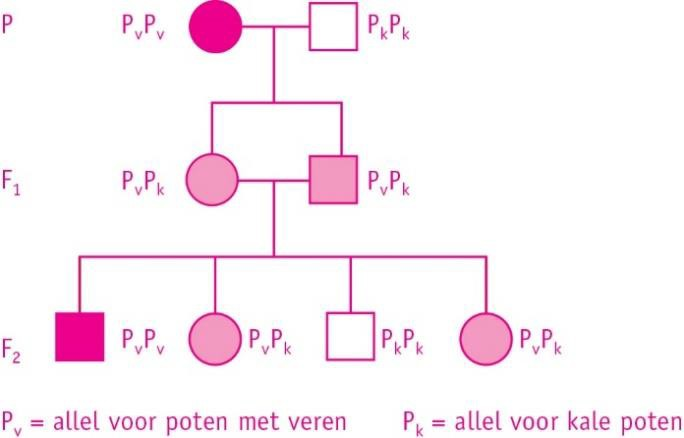 P PᵥPᵥ PₖPₖ
F₁ PᵥPₖ PᵥPₖ
F₂ PᵥPᵥ PᵥPₖ PₖPₖ PᵥPₖ
Pᵥ = allel voor poten met veren Pₖ = allel voor kale poten